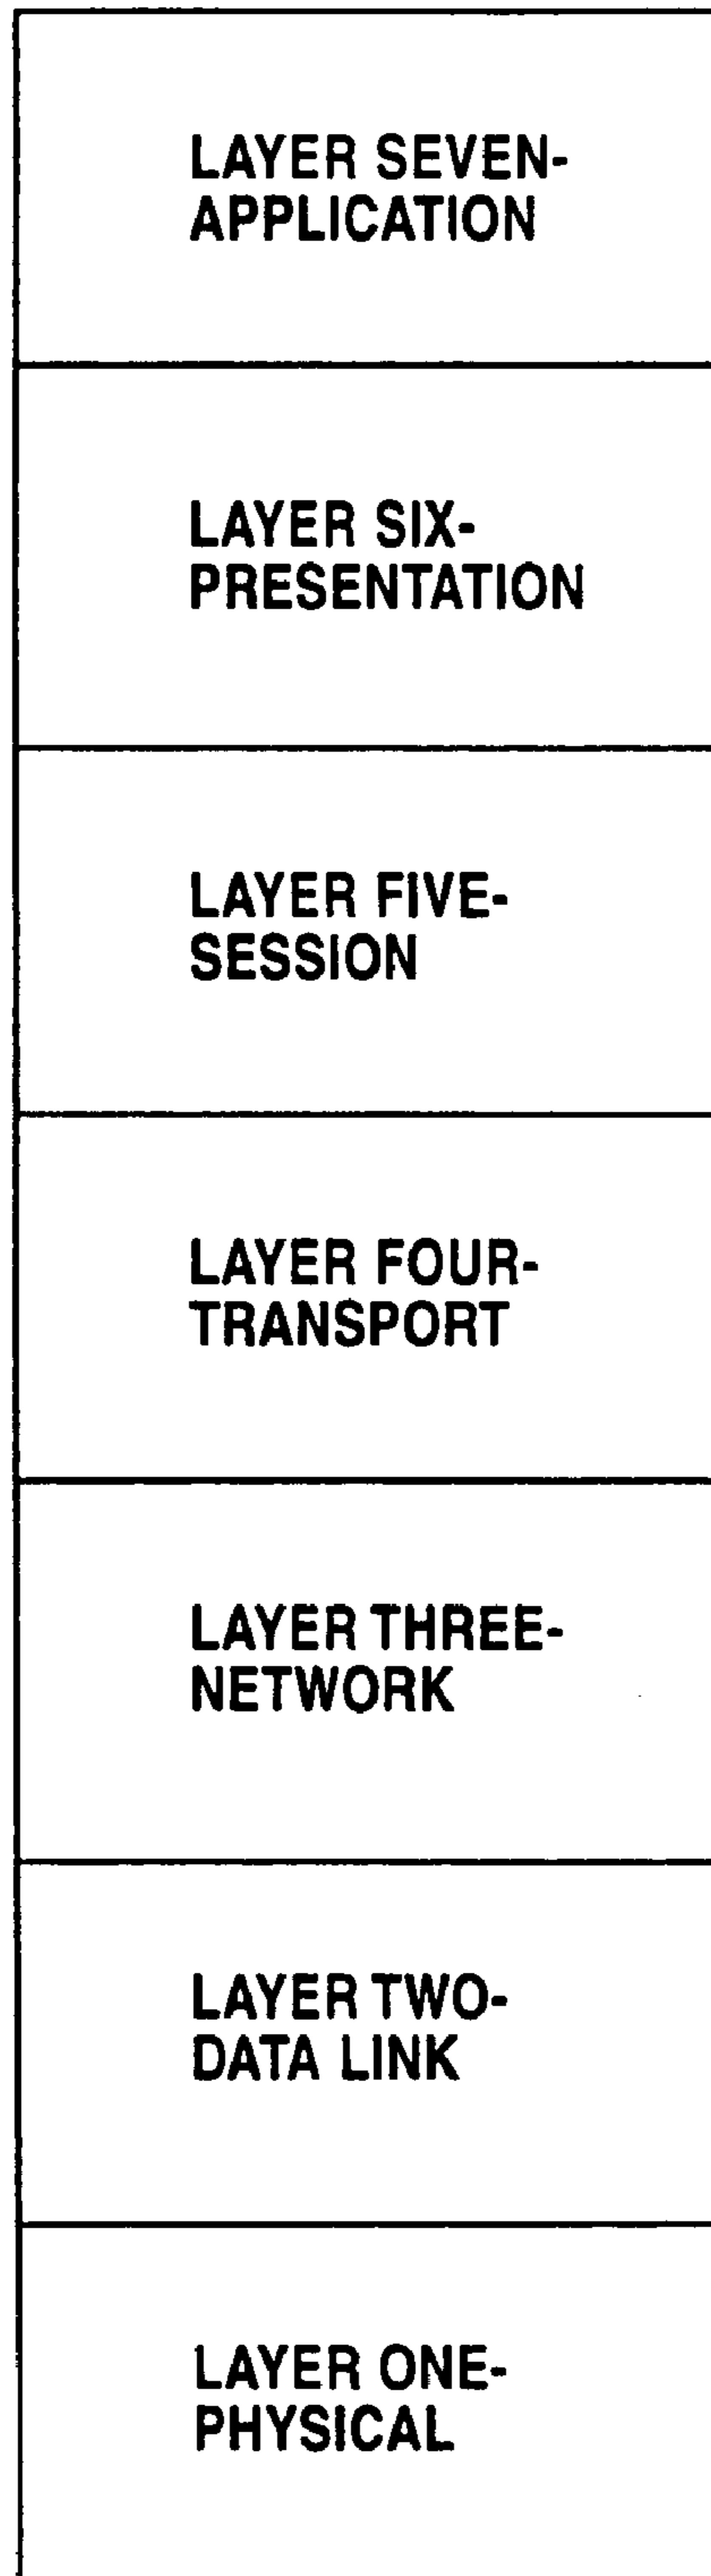 LAYER SEVEN-
APPLICATION
LAYER SIX-
PRESENTATION
LAYER FIVE-
SESSION
LAYER FOUR-
TRANSPORT
LAYER THREE-
NETWORK
LAYER TWO-
DATA LINK
LAYER ONE-
PHYSICAL